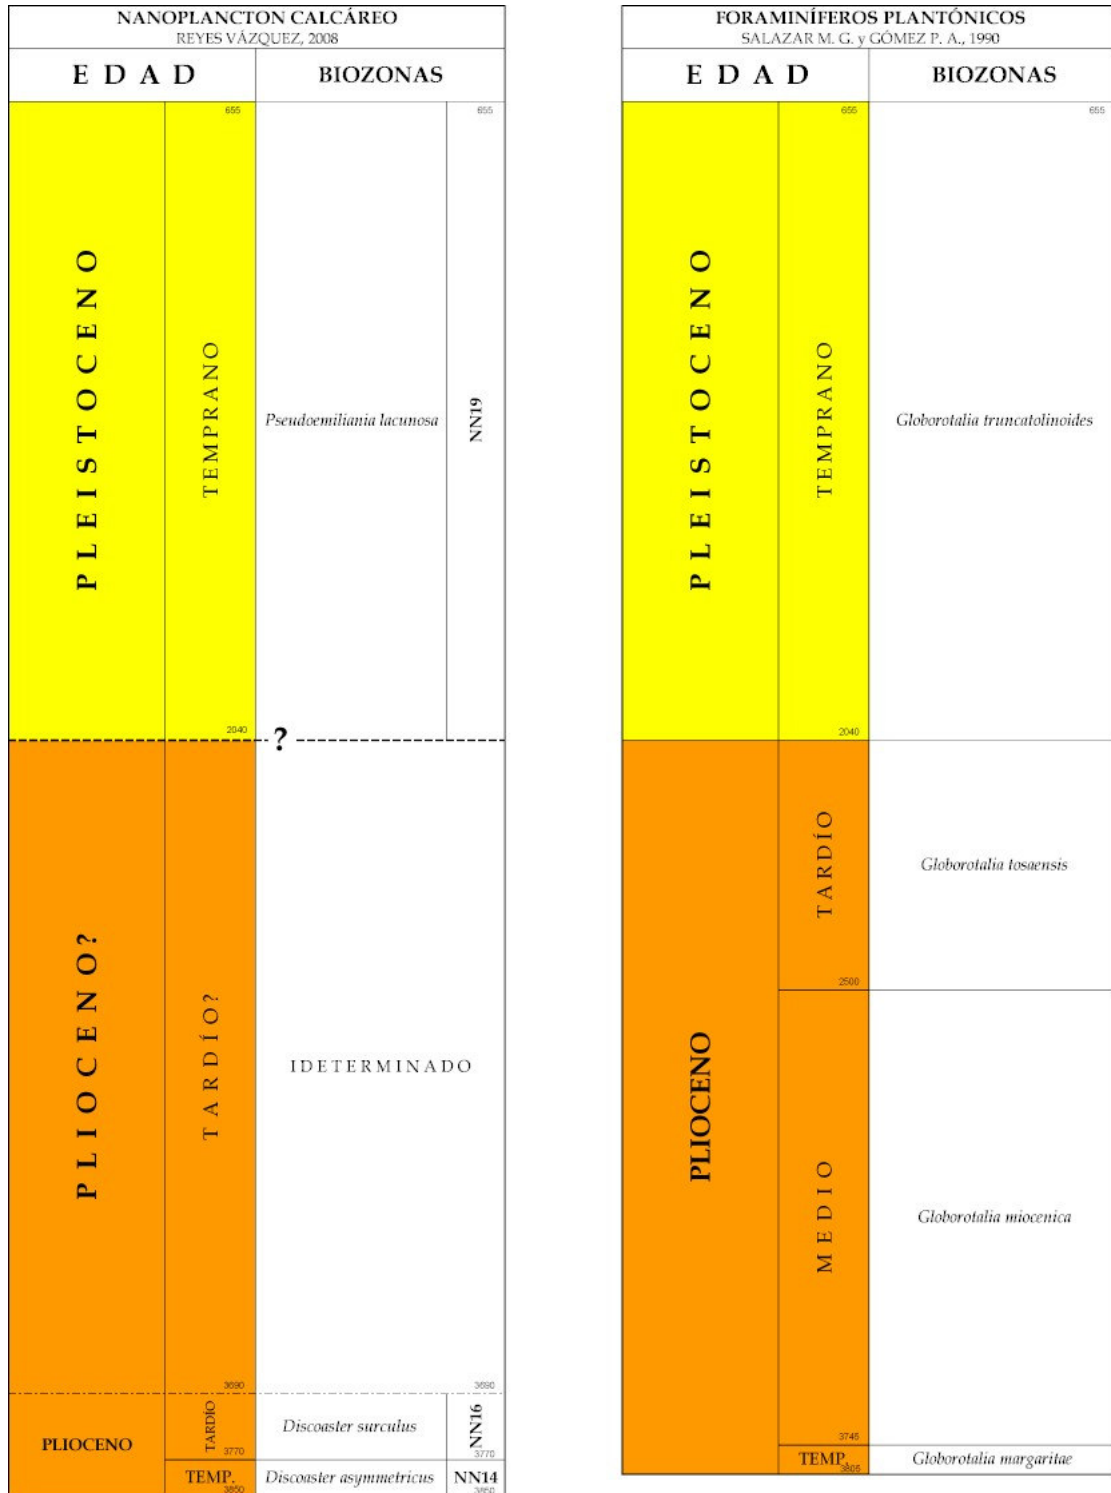 NANOPLANCTON CALCÁREO
REYES VÁZQUEZ, 2008
E D A D
BIOZONAS
655
655
PLEISTOCENO
TEMPRANO
Pseudoemiliania lacunosa
NN19
2040
?
PLIOCENO?
TARDÍO?
IDETERMINADO
3690
3690
PLIOCENO
TARDÍO
Discoaster surculus
NN16
3770
3770
TEMP.
Discoaster asymmetricus
NN14
3850
3850
FORAMINÍFEROS PLANTÓNICOS
SALAZAR M. G. y GÓMEZ P. A., 1990
E D A D
BIOZONAS
655
655
PLEISTOCENO
TEMPRANO
Globorotalia truncatolinoides
2040
PLIOCENO
TARDÍO
Globorotalia tosaensis
2500
MEDIO
Globorotalia miocenica
3745
TEMP.
Globorotalia margaritae
3805